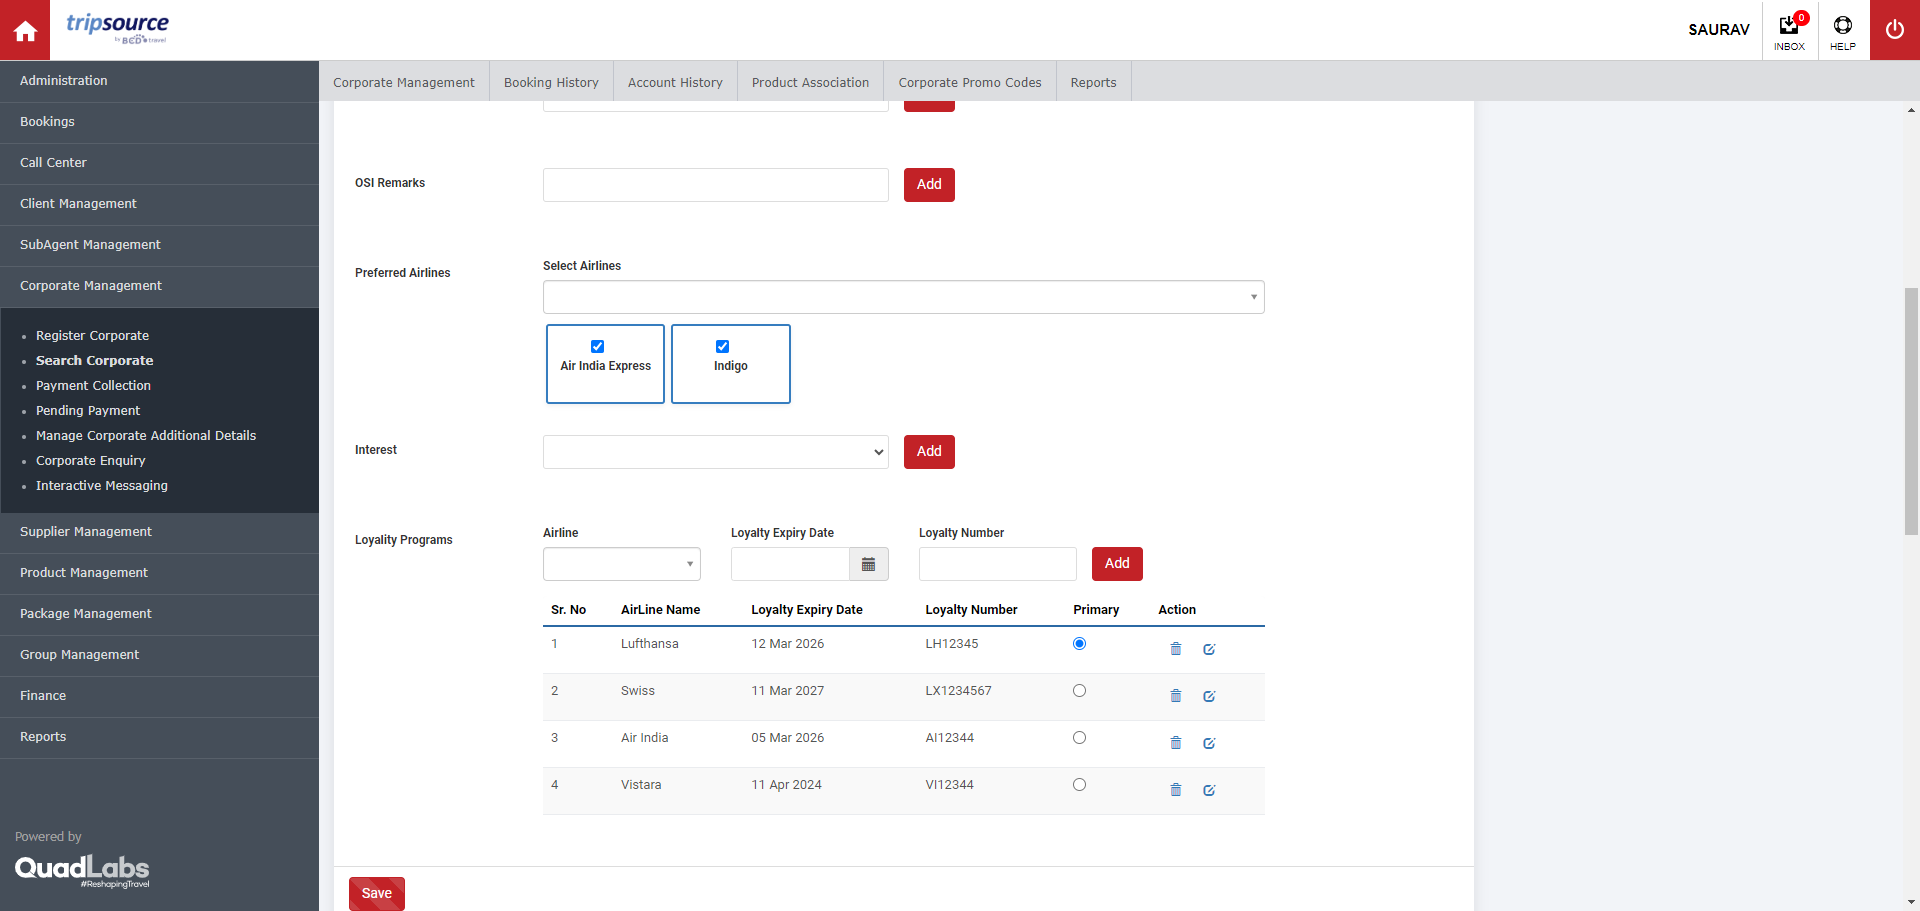 tripsource
by BCD travel
SAURAV
0
INBOX
HELP
Administration
Bookings
Call Center
Client Management
SubAgent Management
Corporate Management
Register Corporate
Search Corporate
Payment Collection
Pending Payment
Manage Corporate Additional Details
Corporate Enquiry
Interactive Messaging
Supplier Management
Product Management
Package Management
Group Management
Finance
Reports
Powered by
QuadLabs
#ReshapingTravel
Corporate Management
Booking History
Account History
Product Association
Corporate Promo Codes
Reports
OSI Remarks
Add
Preferred Airlines
Select Airlines
Air India Express
Indigo
Interest
Add
Loyality Programs
Airline
Loyalty Expiry Date
Loyalty Number
Add
Sr. No AirLine Name Loyalty Expiry Date Loyalty Number Primary Action
1 Lufthansa 12 Mar 2026 LH12345
2 Swiss 11 Mar 2027 LX1234567
3 Air India 05 Mar 2026 AI12344
4 Vistara 11 Apr 2024 VI12344
Save